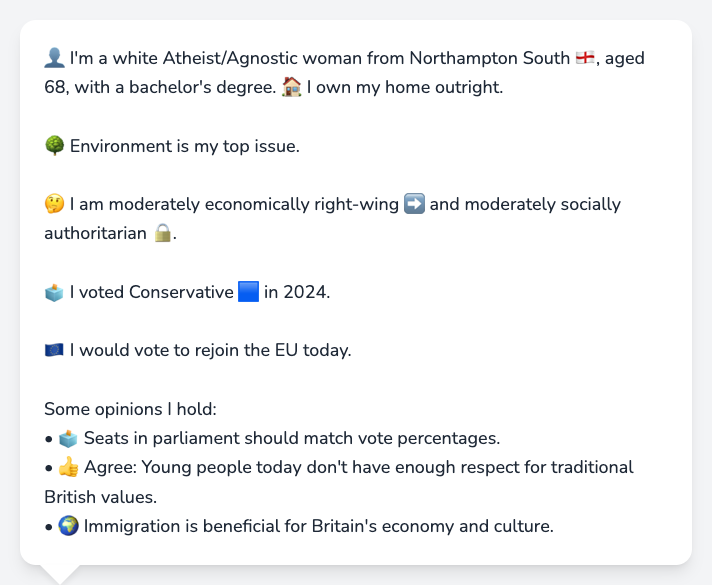 👤 I'm a white Atheist/Agnostic woman from Northampton South 🏴󠁧󠁢󠁥󠁮󠁧󠁿, aged
68, with a bachelor's degree. 🏠 I own my home outright.
🌳 Environment is my top issue.
🤔 I am moderately economically right-wing ➡️ and moderately socially
authoritarian 🔒.
🗳️ I voted Conservative 🟦 in 2024.
🇪🇺 I would vote to rejoin the EU today.
Some opinions I hold:
• 🗳️ Seats in parliament should match vote percentages.
• 👍 Agree: Young people today don't have enough respect for traditional
British values.
• 🌍 Immigration is beneficial for Britain's economy and culture.